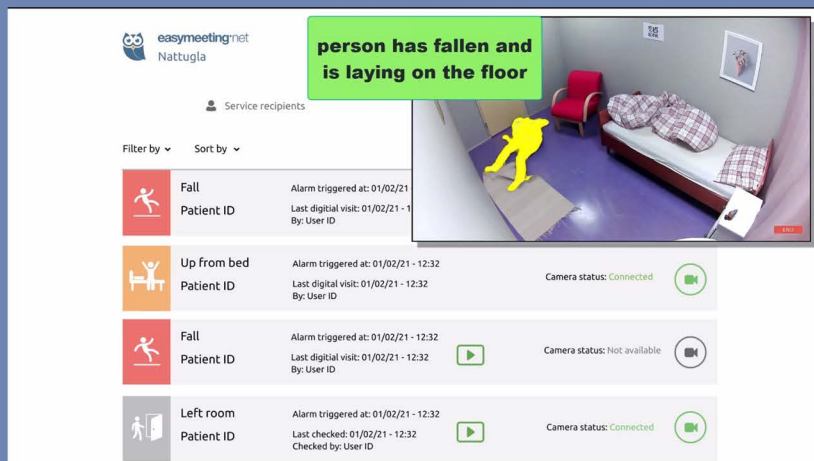 easymeeting.net
Nattugla
person has fallen and
is laying on the floor
Service recipients
Filter by
Sort by
Fall
Patient ID
Alarm triggered at: 01/02/21
Last digitial visit: 01/02/21 - 1
By: User ID
END
Up from bed
Patient ID
Alarm triggered at: 01/02/21 - 12:32
Last digital visit: 01/02/21 - 12:32
By: User ID
Camera status: Connected
Fall
Patient ID
Alarm triggered at: 01/02/21 - 12:32
Last digitial visit: 01/02/21 - 12:32
By: User ID
Camera status: Not available
Left room
Patient ID
Alarm triggered at: 01/02/21 - 12:32
Last checked: 01/02/21 - 12:32
Checked by: User ID
Camera status: Connected